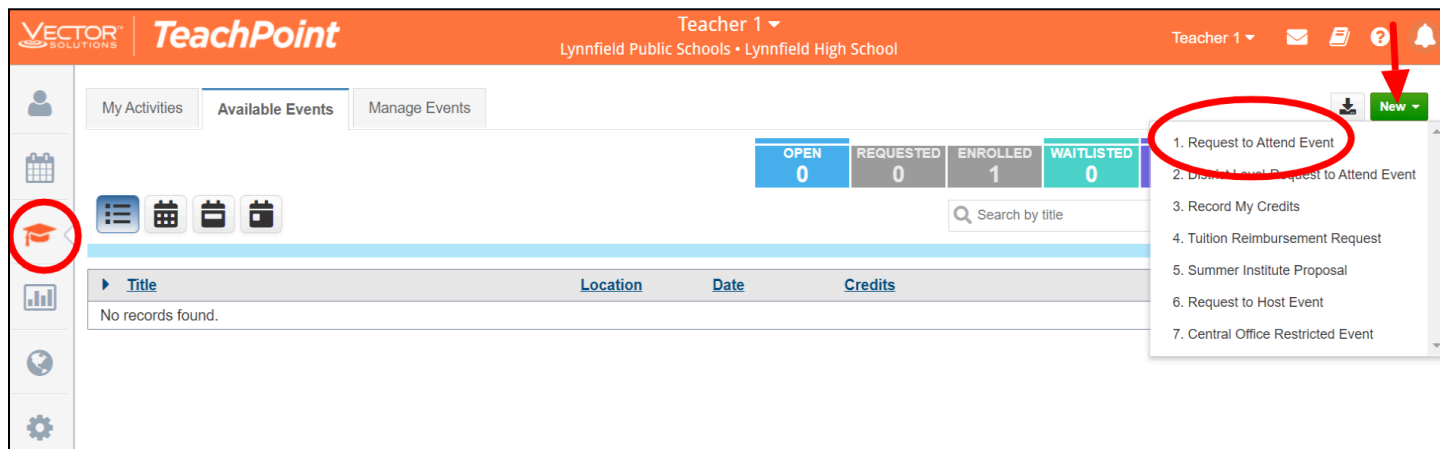 VECTOR™ SOLUTIONS TeachPoint
Teacher 1
Lynnfield Public Schools • Lynnfield High School
Teacher 1
My Activities
Available Events
Manage Events
New
OPEN
0
REQUESTED
0
ENROLLED
1
WAITLISTED
0
Search by title
1. Request to Attend Event
2. District Level Request to Attend Event
3. Record My Credits
4. Tuition Reimbursement Request
5. Summer Institute Proposal
6. Request to Host Event
7. Central Office Restricted Event
Title Location Date Credits
No records found.